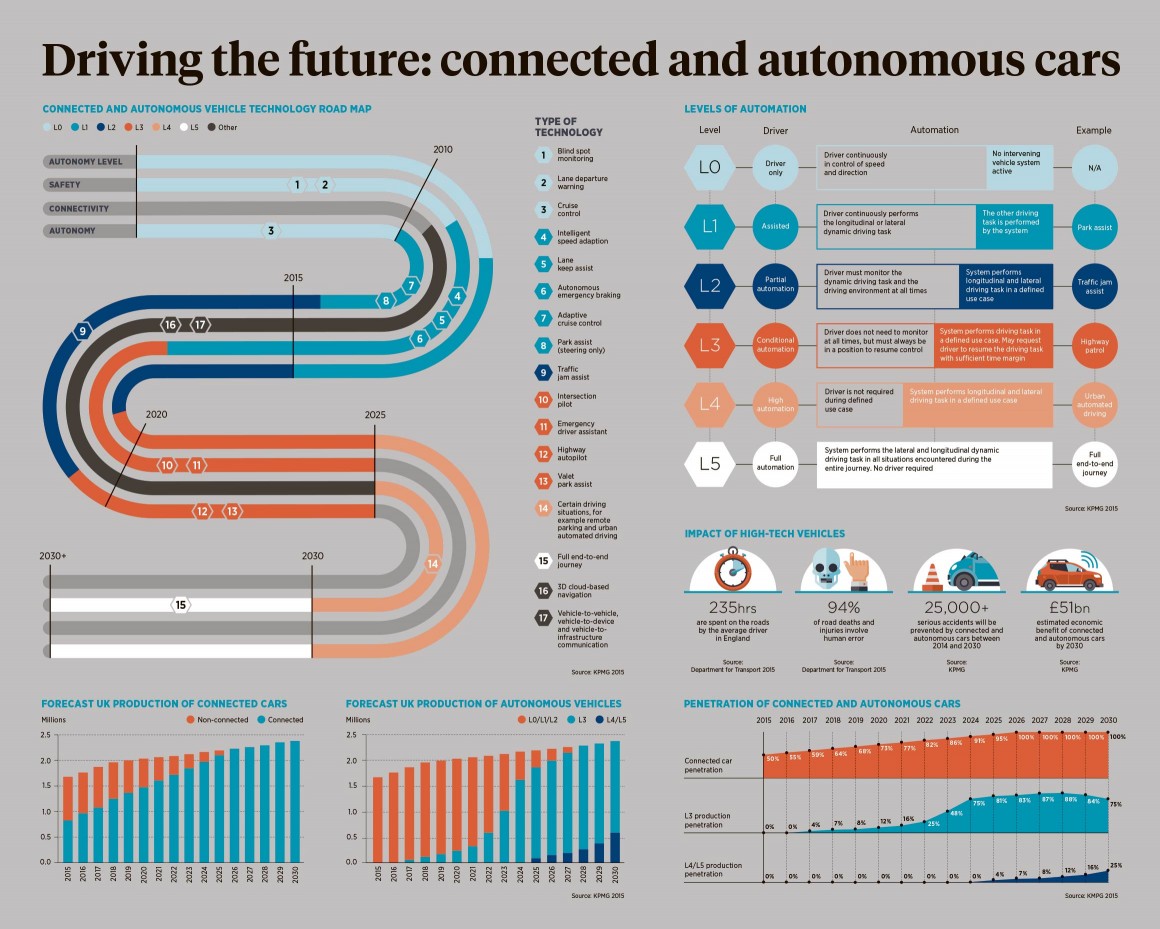 Driving the future: connected and autonomous cars
CONNECTED AND AUTONOMOUS VEHICLE TECHNOLOGY ROAD MAP
L0 L1 L2 L3 L4 L5 Other
AUTONOMY LEVEL
SAFETY
CONNECTIVITY
AUTONOMY
1 2
3
2010
7
8
4
5
6
2015
16 17
9
2020
2025
10 11
12 13
14
2030+
2030
15
TYPE OF
TECHNOLOGY
1 Blind spot
monitoring
2 Lane departure
warning
3 Cruise
control
4 Intelligent
speed adaption
5 Lane
keep assist
6 Autonomous
emergency braking
7 Adaptive
cruise control
8 Park assist
(steering only)
9 Traffic
jam assist
10 Intersection
pilot
11 Emergency
driver assistant
12 Highway
autopilot
13 Valet
park assist
14 Certain driving
situations, for
example remote
parking and urban
automated driving
15 Full end-to-end
journey
16 3D cloud-based
navigation
17 Vehicle-to-vehicle,
vehicle-to-device
and vehicle-to-
infrastructure
communication
Source: KPMG 2015
LEVELS OF AUTOMATION
Level Driver Automation Example
L0
Driver
only
Driver continuously
in control of speed
and direction
No intervening
vehicle system
active
N/A
L1
Assisted
Driver continuously performs
the longitudinal or lateral
dynamic driving task
The other driving
task is performed
by the system
Park assist
L2
Partial
automation
Driver must monitor the
dynamic driving task and the
driving environment at all times
System performs
longitudinal and lateral
driving task in a defined
use case
Traffic jam
assist
L3
Conditional
automation
Driver does not need to monitor
at all times, but must always be
in a position to resume control
System performs driving task in
a defined use case. May request
driver to resume the driving task
with sufficient time margin
Highway
patrol
L4
High
automation
Driver is not required
during defined
use case
System performs longitudinal and lateral
driving task in a defined use case
Urban
automated
driving
L5
Full
automation
System performs the lateral and longitudinal dynamic
driving task in all situations encountered during the
entire journey. No driver required
Full
end-to-end
journey
Source: KPMG 2015
IMPACT OF HIGH-TECH VEHICLES
235hrs
are spent on the roads
by the average driver
in England
Source:
Department for Transport 2015
94%
of road deaths and
injuries involve
human error
Source:
Department for Transport 2015
25,000+
serious accidents will be
prevented by connected and
autonomous cars between
2014 and 2030
Source:
KPMG
£51bn
estimated economic
benefit of connected
and autonomous cars
by 2030
Source:
KPMG
FORECAST UK PRODUCTION OF CONNECTED CARS
Millions Non-connected Connected
2.5
2.0
1.5
1.0
0.5
0.0
2015 2016 2017 2018 2019 2020 2021 2022 2023 2024 2025 2026 2027 2028 2029 2030
FORECAST UK PRODUCTION OF AUTONOMOUS VEHICLES
Millions L0/L1/L2 L3 L4/L5
2.5
2.0
1.5
1.0
0.5
0.0
2015 2016 2017 2018 2019 2020 2021 2022 2023 2024 2025 2026 2027 2028 2029 2030
Source: KPMG 2015
PENETRATION OF CONNECTED AND AUTONOMOUS CARS
2015 2016 2017 2018 2019 2020 2021 2022 2023 2024 2025 2026 2027 2028 2029 2030
Connected car
penetration
50% 55% 59% 64% 68% 73% 77% 82% 86% 91% 95% 100% 100% 100% 100% 100%
L3 production
penetration
0% 0% 4% 7% 8% 12% 16% 25% 48% 75% 81% 83% 87% 88% 84% 75%
L4/L5 production
penetration
0% 0% 0% 0% 0% 0% 0% 0% 0% 0% 4% 7% 8% 12% 16% 25%
Source: KMPG 2015